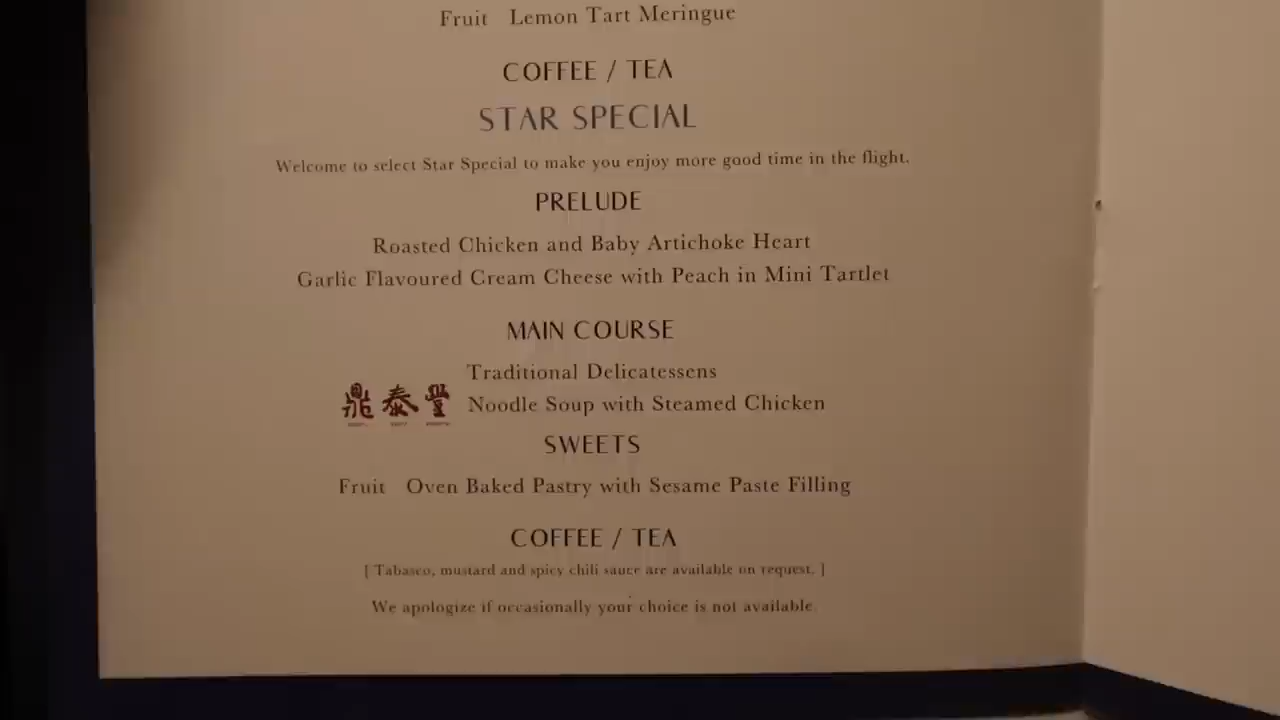 Fruit Lemon Tart Meringue
COFFEE / TEA
STAR SPECIAL
Welcome to select Star Special to make you enjoy more good time in the flight.
PRELUDE
Roasted Chicken and Baby Artichoke Heart
Garlic Flavoured Cream Cheese with Peach in Mini Tartlet
MAIN COURSE
Traditional Delicatessens
鼎泰豐 Noodle Soup with Steamed Chicken
SWEETS
Fruit Oven Baked Pastry with Sesame Paste Filling
COFFEE / TEA
[ Tabasco, mustard and spicy chili sauce are available on request. ]
We apologize if occasionally your choice is not available.